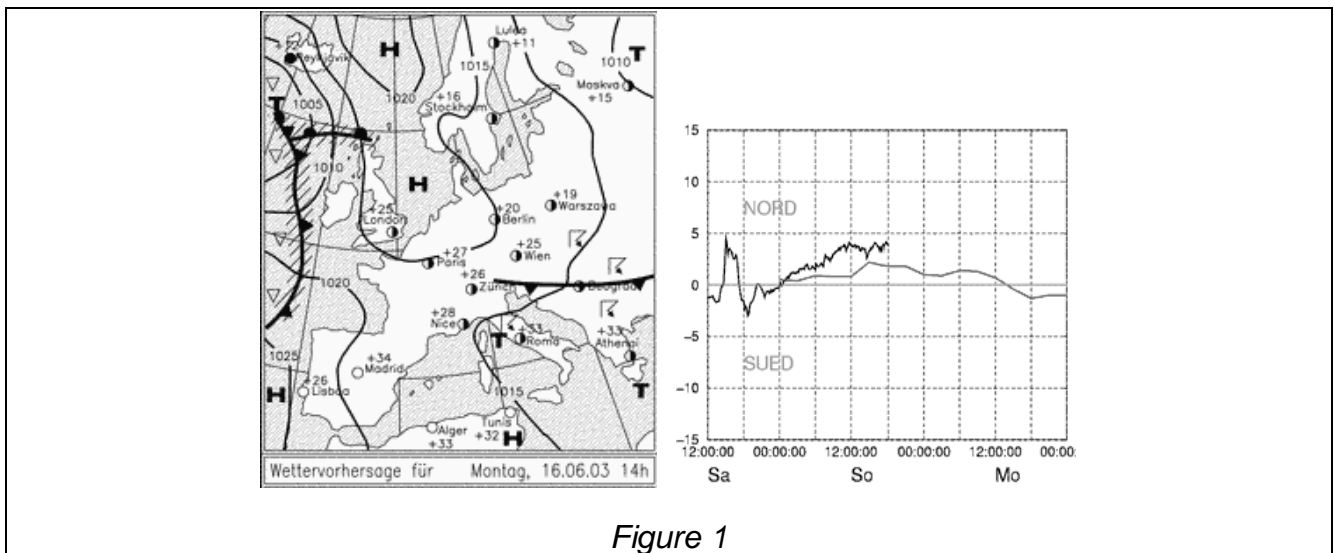 Lulea
+11
H
T
1010
+12
Reykjavik
1015
Moskva
+15
1020
+16
Stockholm
T
1005
1010
H
+19
Warszawa
+25
London
+20
Berlin
+25
Wien
+27
Paris
+26
Zürich
Beograd
1020
+28
Nice
T
+33
Roma
+33
Athenai
1025
+34
Madrid
+26
Lisboa
H
1015
T
Tunis
+32
H
Alger
+33
Wettervorhersage für Montag, 16.06.03 14h
15
10
NORD
5
0
−5
SUED
−10
−15
12:00:00 00:00:00 12:00:00 00:00:00 12:00:00 00:00:
Sa So Mo
Figure 1